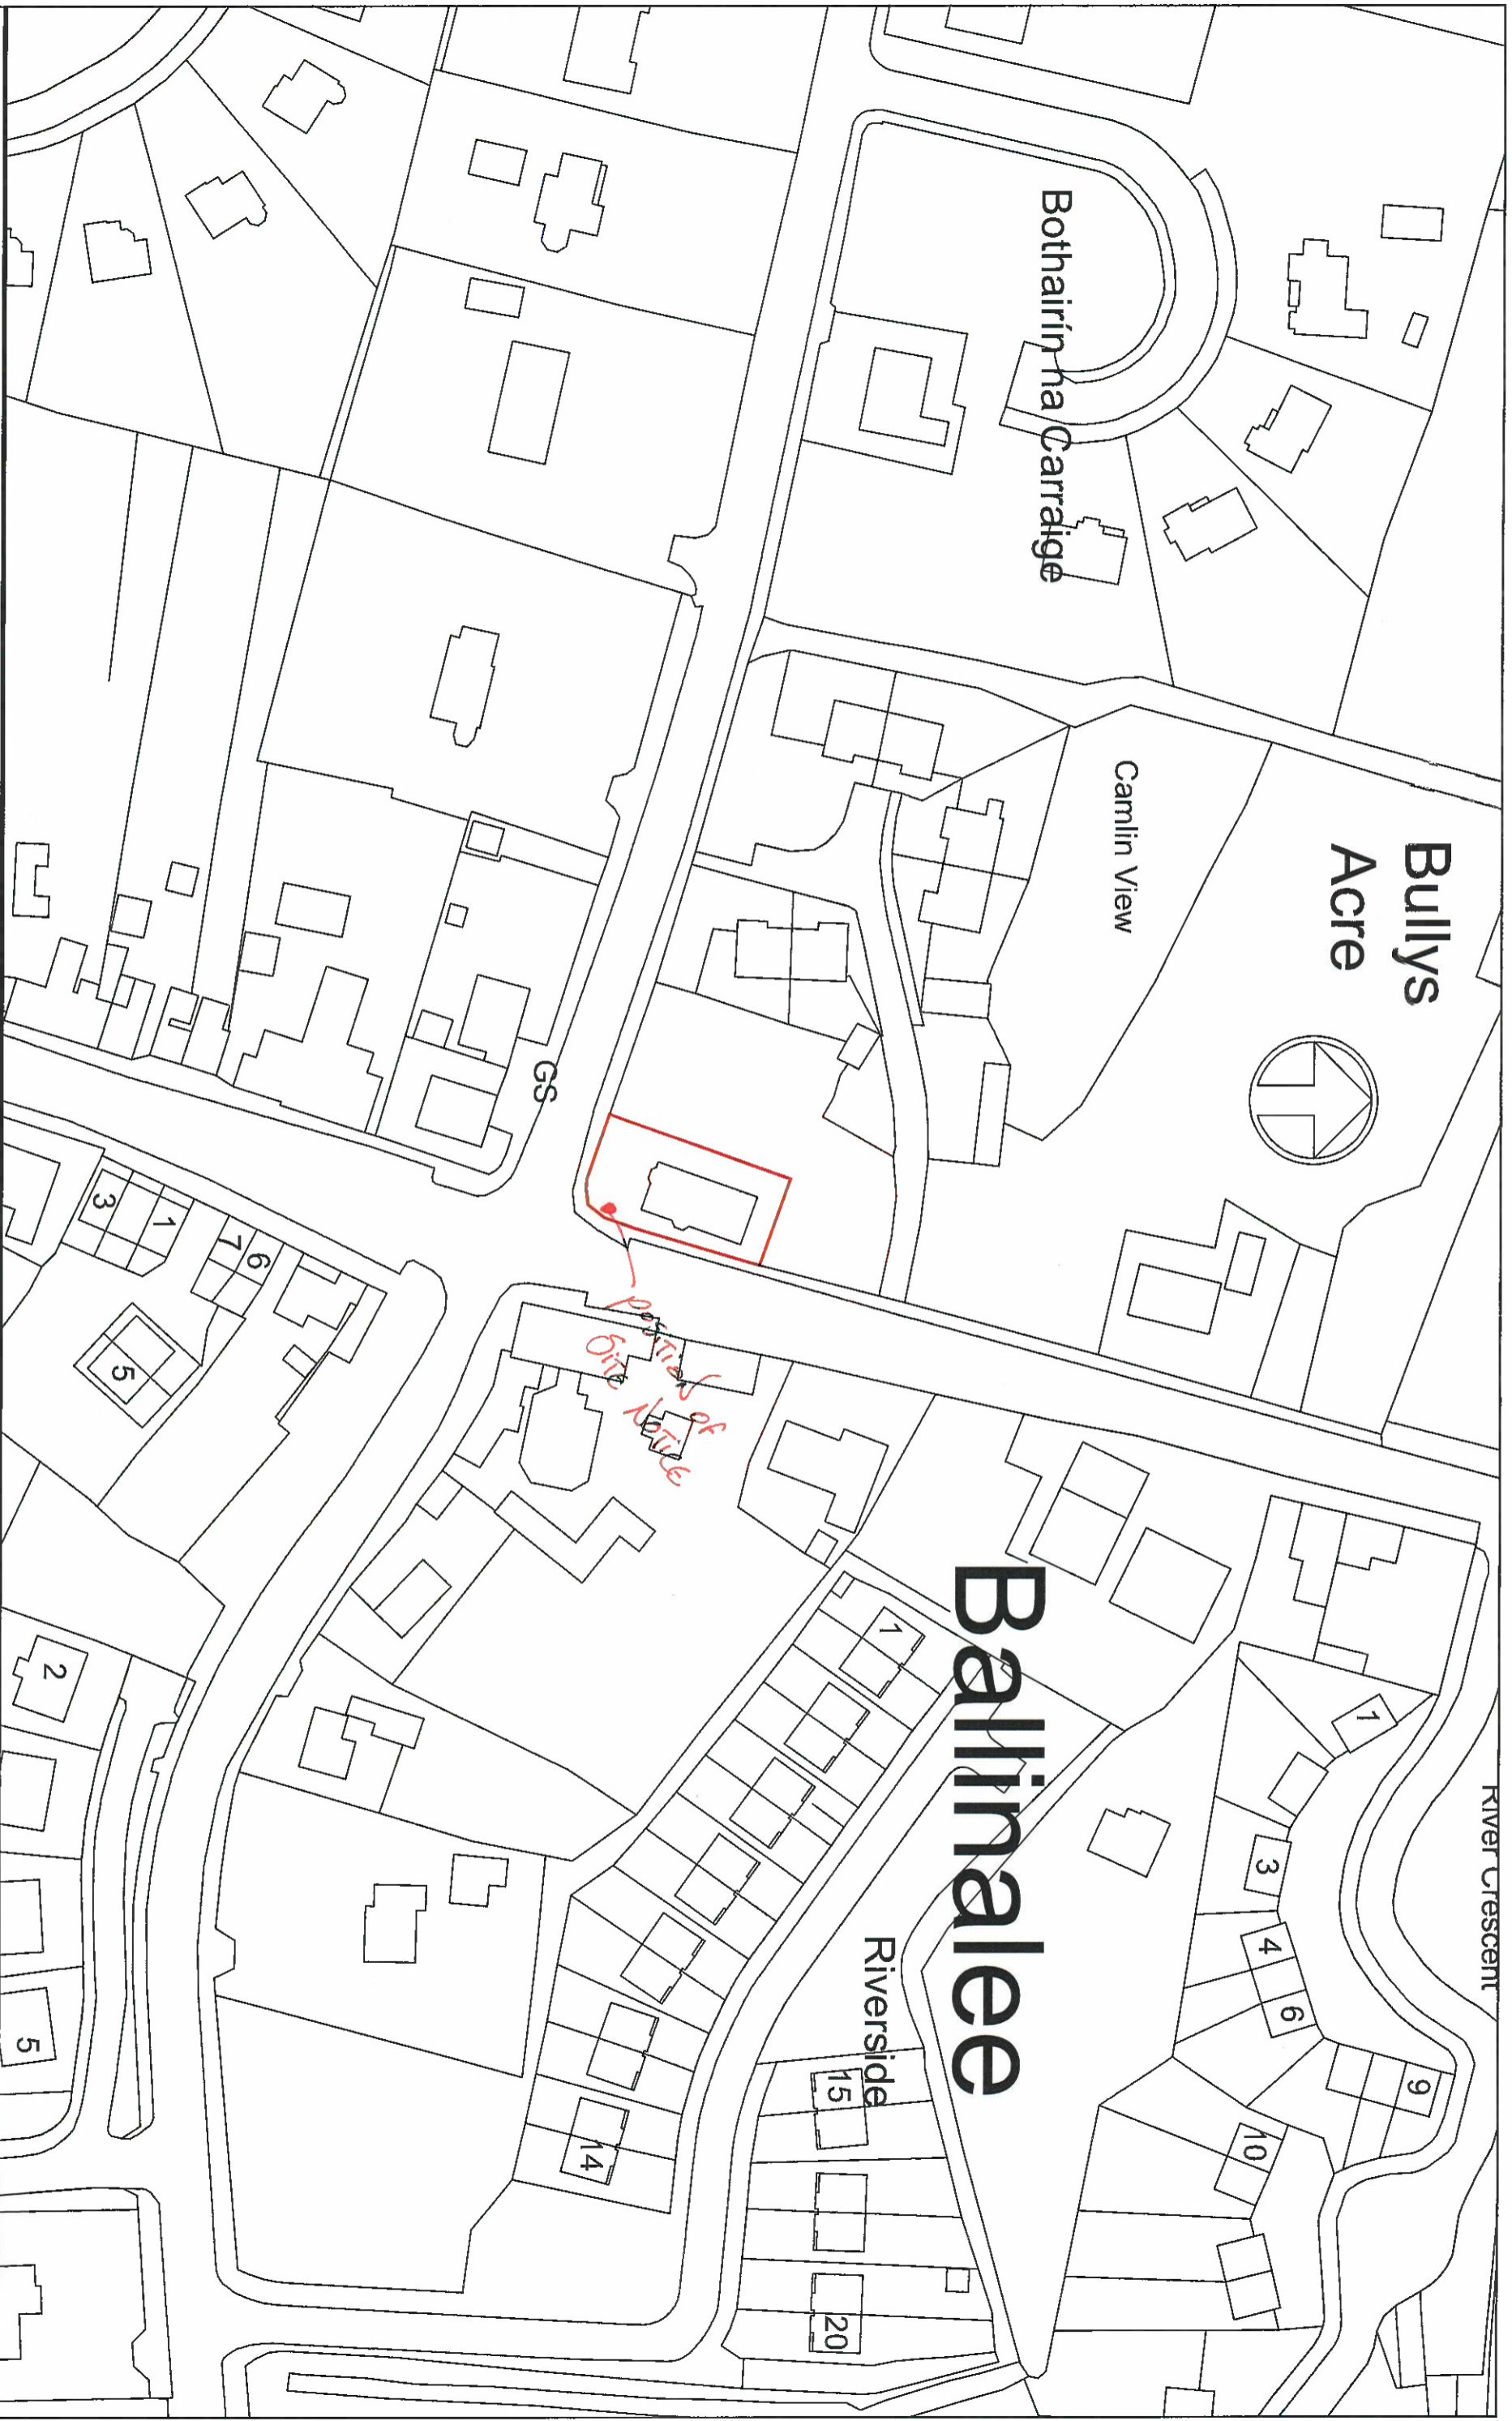 River Crescent
Bullys
Acre
Camlin View
Bothairín na Carraige
GS
Ballinalee
Riverside
position of
Site Notice
1
3
4
6
9
10
1
14
15
20
3
1
7
6
5
2
5